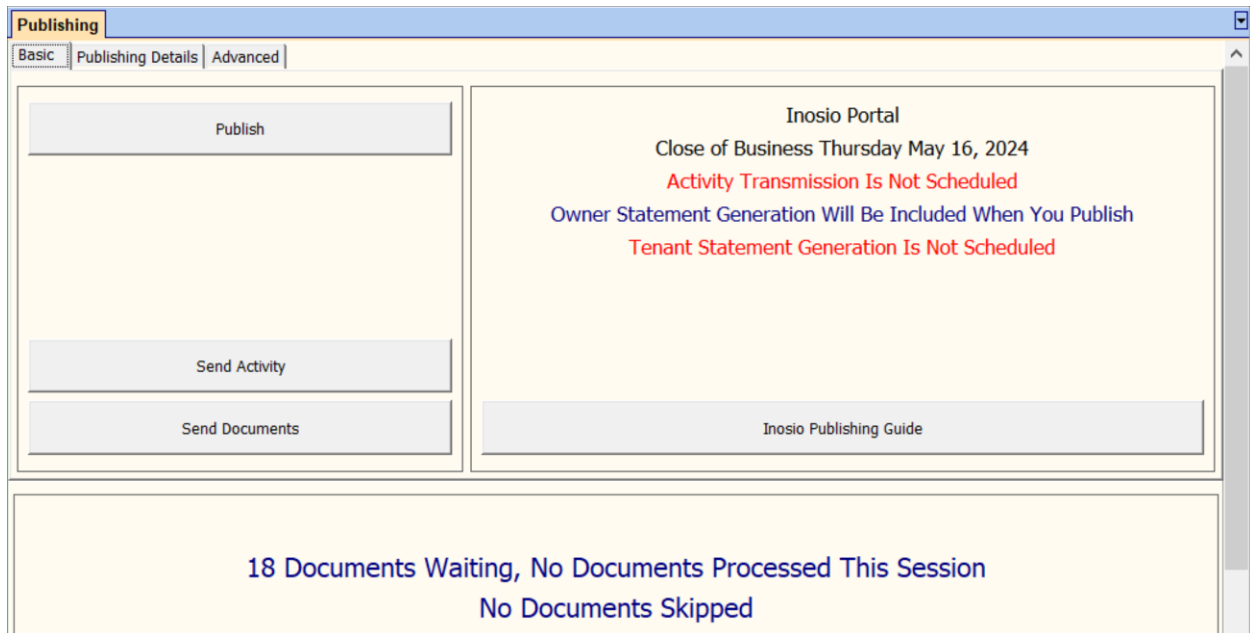 Publishing
Basic Publishing Details Advanced
Publish
Send Activity
Send Documents
Inosio Portal
Close of Business Thursday May 16, 2024
Activity Transmission Is Not Scheduled
Owner Statement Generation Will Be Included When You Publish
Tenant Statement Generation Is Not Scheduled
Inosio Publishing Guide
18 Documents Waiting, No Documents Processed This Session
No Documents Skipped